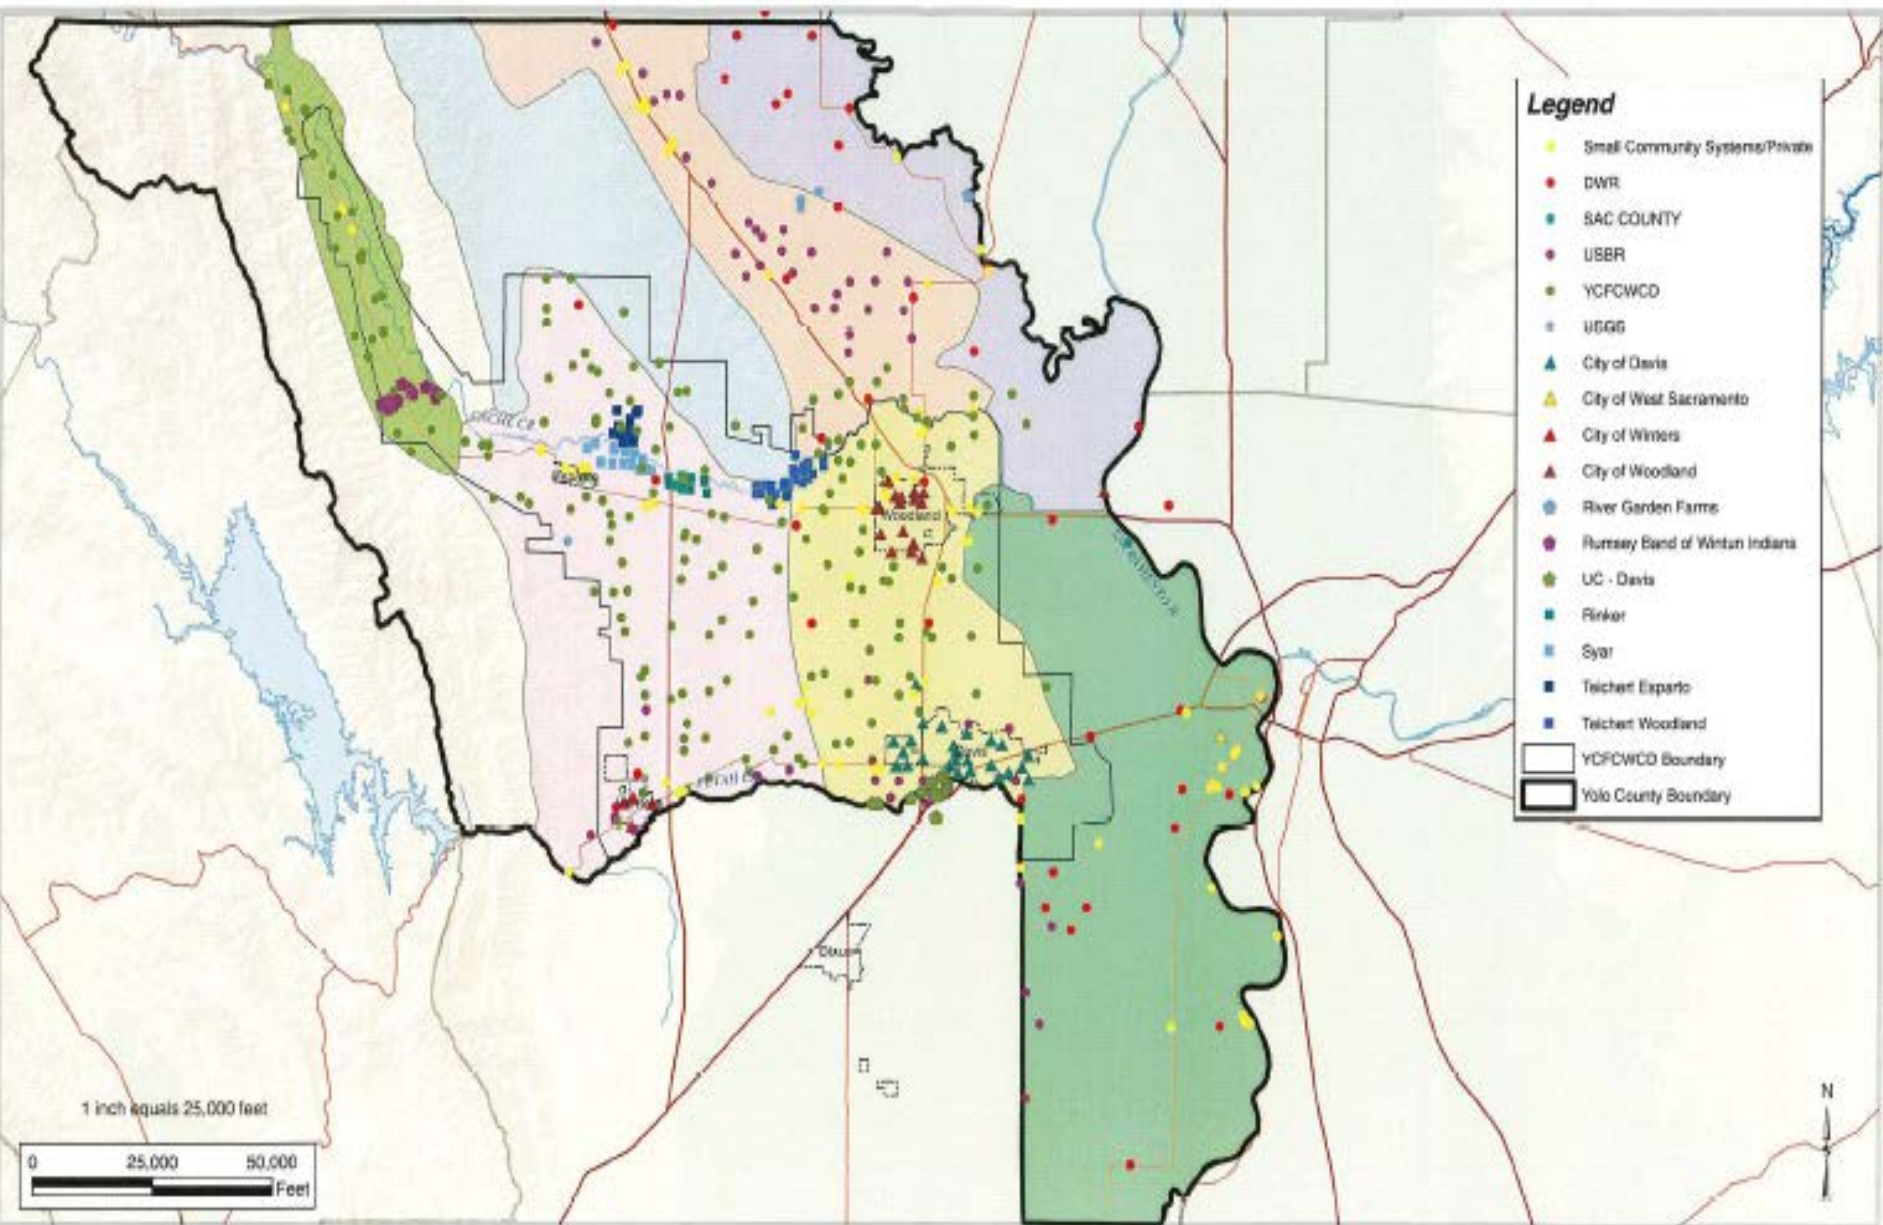 Legend
Small Community Systems/Private
DWR
SAC COUNTY
USBR
YCFCWCD
USGS
City of Davis
City of West Sacramento
City of Winters
City of Woodland
River Garden Farms
Rumsey Band of Wintun Indians
UC - Davis
Rinker
Syar
Teichert Esparto
Teichert Woodland
YCFCWCD Boundary
Yolo County Boundary
CACHE CR
Woodland
Davis
Dixon
N
1 inch equals 25,000 feet
0 25,000 50,000
Feet